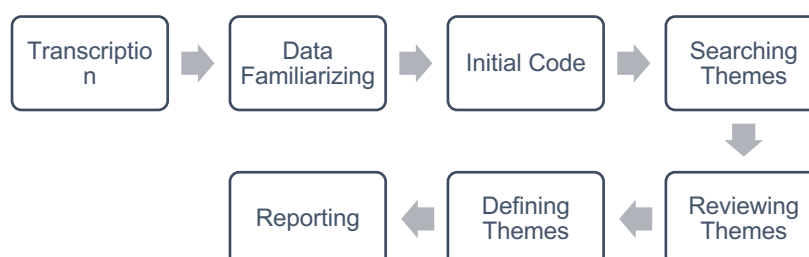 Transcriptio
n
Data
Familiarizing
Initial Code
Searching
Themes
Reviewing
Themes
Defining
Themes
Reporting